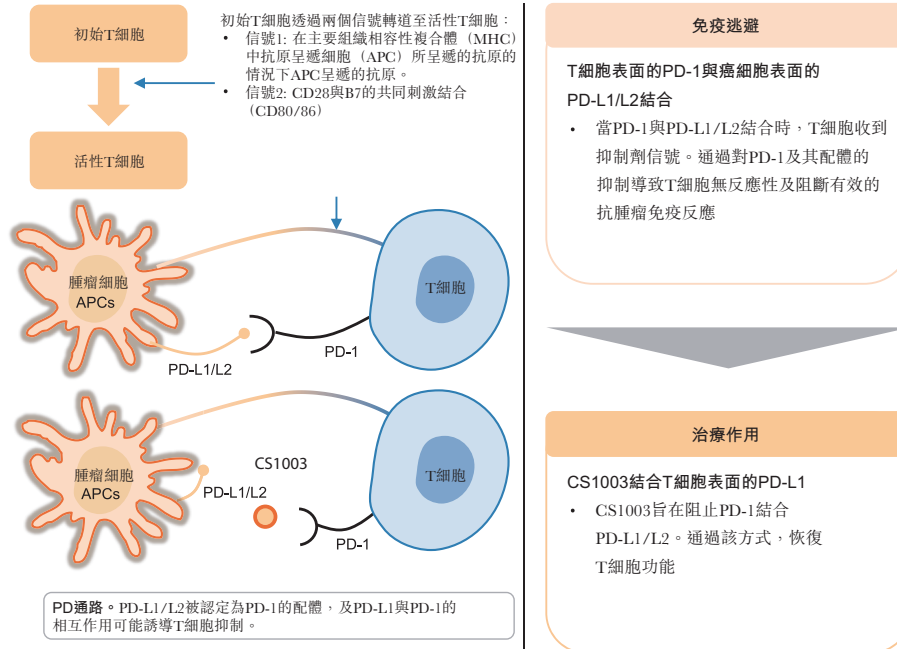 初始T細胞
初始T細胞透過兩個信號轉道至活性T細胞：
• 信號1: 在主要組織相容性複合體（MHC）
中抗原呈遞細胞（APC）所呈遞的抗原的
情況下APC呈遞的抗原。
• 信號2: CD28與B7的共同刺激結合
（CD80/86）
活性T細胞
腫瘤細胞
APCs
T細胞
PD-1
PD-L1/L2
CS1003
腫瘤細胞
APCs
T細胞
PD-L1/L2
PD-1
PD通路。PD-L1/L2被認定為PD-1的配體，及PD-L1與PD-1的
相互作用可能誘導T細胞抑制。
免疫逃避
T細胞表面的PD-1與癌細胞表面的
PD-L1/L2結合
• 當PD-1與PD-L1/L2結合時，T細胞收到
抑制劑信號。通過對PD-1及其配體的
抑制導致T細胞無反應性及阻斷有效的
抗腫瘤免疫反應
治療作用
CS1003結合T細胞表面的PD-L1
• CS1003旨在阻止PD-1結合
PD-L1/L2。通過該方式，恢復
T細胞功能